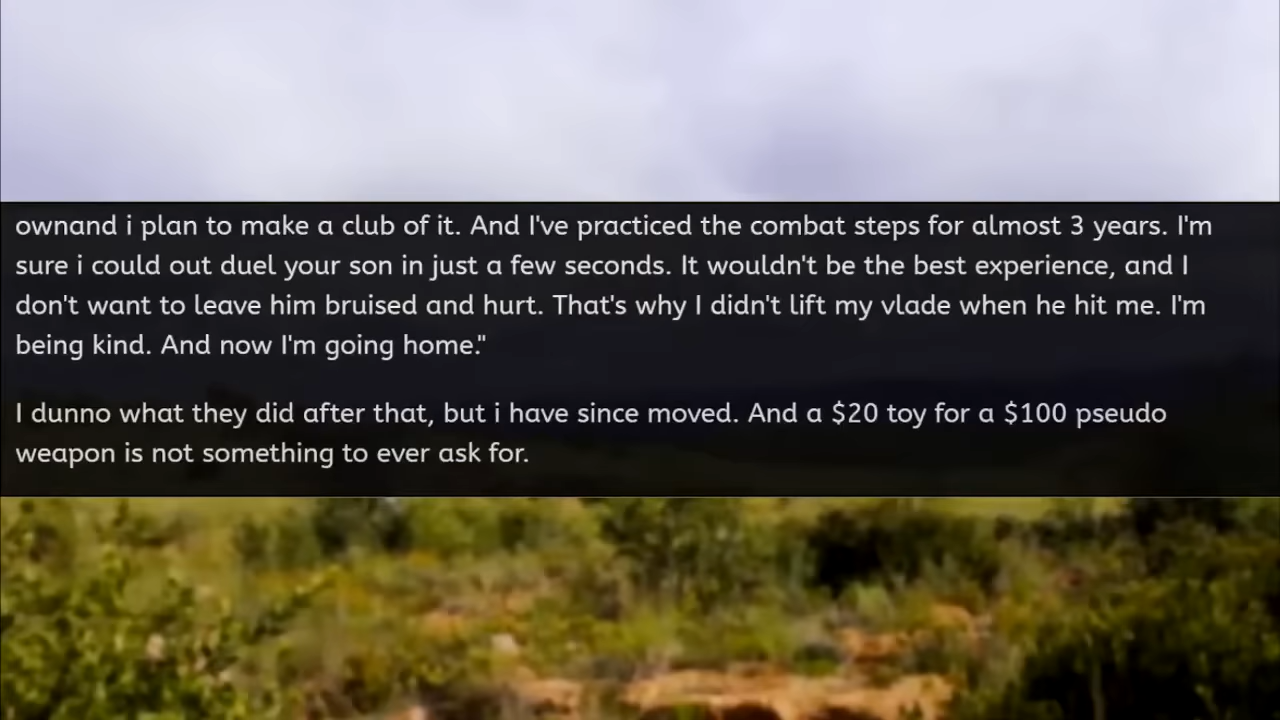 ownand i plan to make a club of it. And I've practiced the combat steps for almost 3 years. I'm
sure i could out duel your son in just a few seconds. It wouldn't be the best experience, and I
don't want to leave him bruised and hurt. That's why I didn't lift my vlade when he hit me. I'm
being kind. And now I'm going home."
I dunno what they did after that, but i have since moved. And a $20 toy for a $100 pseudo
weapon is not something to ever ask for.